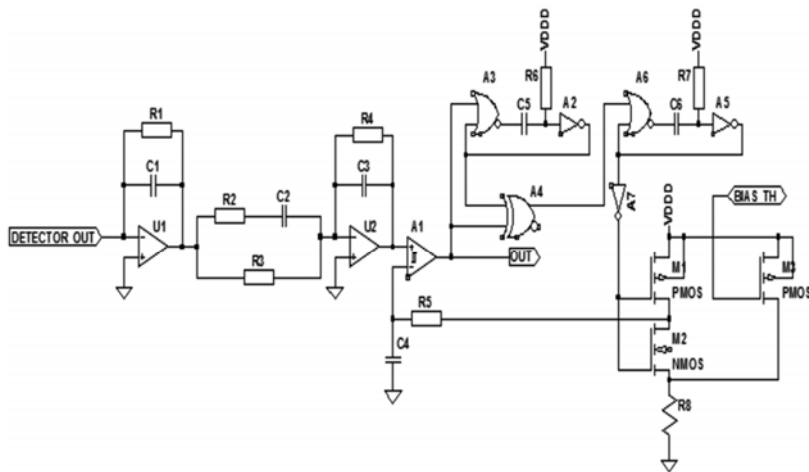 VDDD
VDDD
A3
R6
A6
R7
C5
A2
C6
A5
R1
R4
C1
C3
A4
R2
C2
A7
BIAS TH
VDDD
DETECTOR OUT
U1
U2
A1
R3
OUT
M1
M3
PMOS
PMOS
R5
M2
C4
NMOS
R8